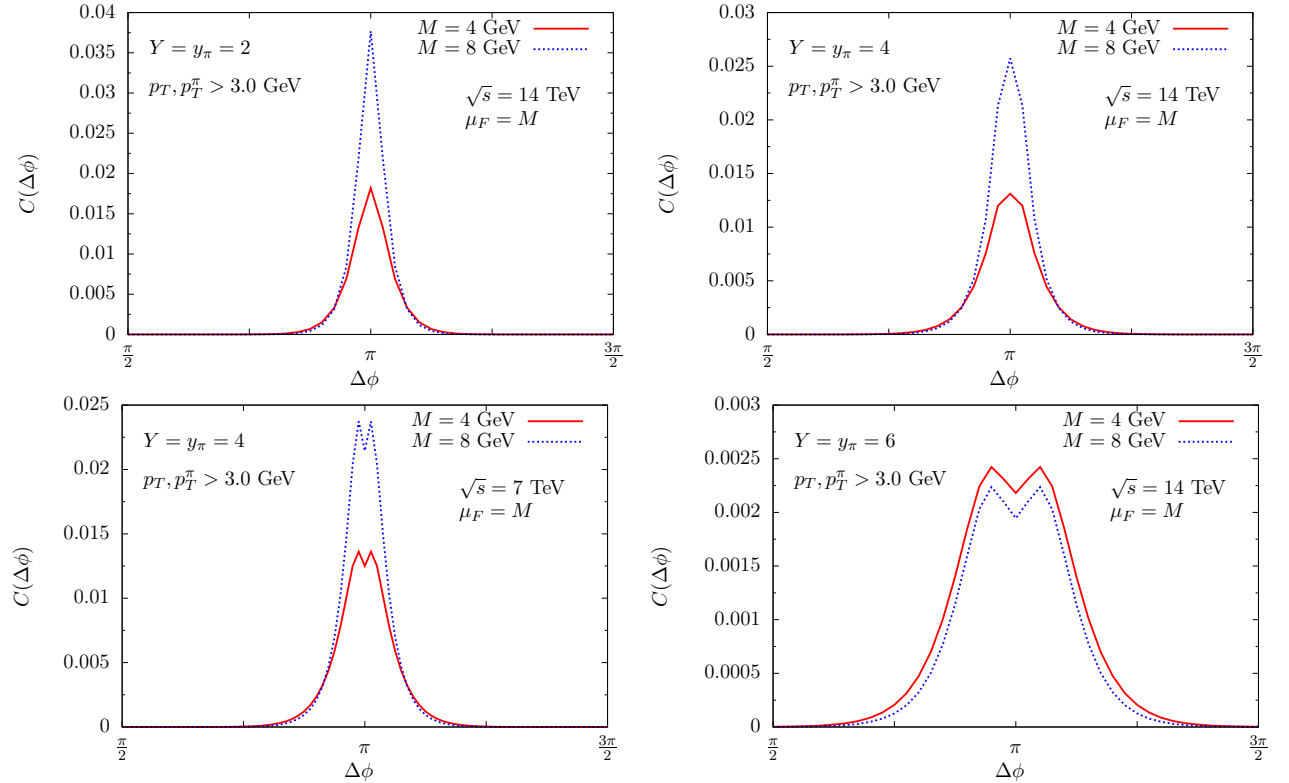 0.04
0.035
0.03
0.025
0.02
0.015
0.01
0.005
0
C(Δϕ)
Y = y_π = 2
p_T, p_T^π > 3.0 GeV
M = 4 GeV
M = 8 GeV
√s = 14 TeV
μ_F = M
π/2
π
3π/2
Δϕ
0.03
0.025
0.02
0.015
0.01
0.005
0
C(Δϕ)
Y = y_π = 4
p_T, p_T^π > 3.0 GeV
M = 4 GeV
M = 8 GeV
√s = 14 TeV
μ_F = M
π/2
π
3π/2
Δϕ
0.025
0.02
0.015
0.01
0.005
0
C(Δϕ)
Y = y_π = 4
p_T, p_T^π > 3.0 GeV
M = 4 GeV
M = 8 GeV
√s = 7 TeV
μ_F = M
π/2
π
3π/2
Δϕ
0.003
0.0025
0.002
0.0015
0.001
0.0005
0
C(Δϕ)
Y = y_π = 6
p_T, p_T^π > 3.0 GeV
M = 4 GeV
M = 8 GeV
√s = 14 TeV
μ_F = M
π/2
π
3π/2
Δϕ